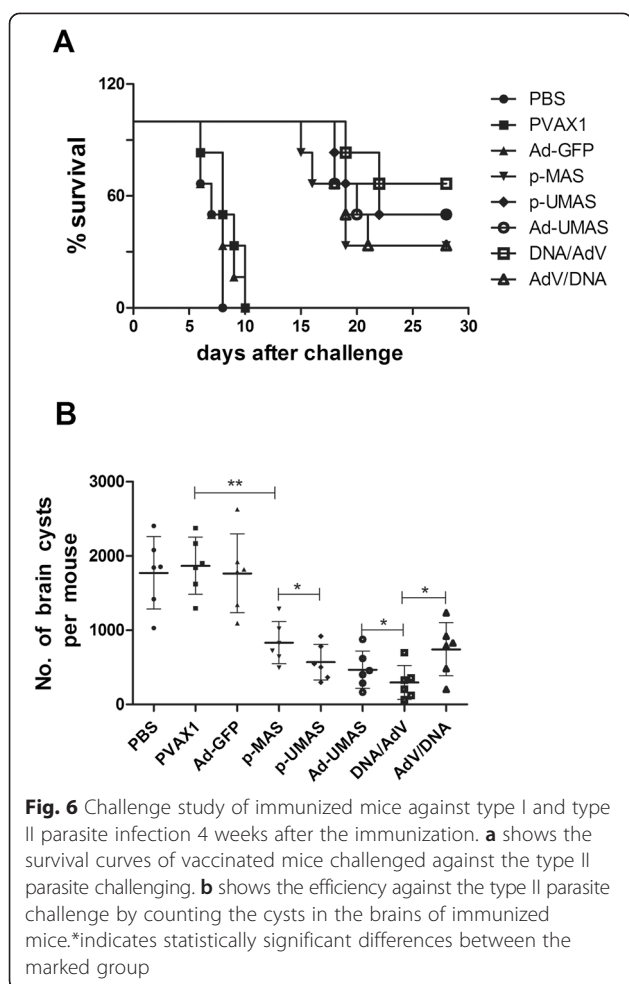 A
120
60
0
% survival
0 5 10 15 20 25 30
days after challenge
PBS
PVAX1
Ad-GFP
p-MAS
p-UMAS
Ad-UMAS
DNA/AdV
AdV/DNA
B
3000
2000
1000
0
No. of brain cysts
per mouse
**
*
*
*
PBS
PVAX1
Ad-GFP
p-MAS
p-UMAS
Ad-UMAS
DNA/AdV
AdV/DNA
Fig. 6 Challenge study of immunized mice against type I and type
II parasite infection 4 weeks after the immunization. a shows the
survival curves of vaccinated mice challenged against the type II
parasite challenging. b shows the efficiency against the type II parasite
challenge by counting the cysts in the brains of immunized
mice.*indicates statistically significant differences between the
marked group